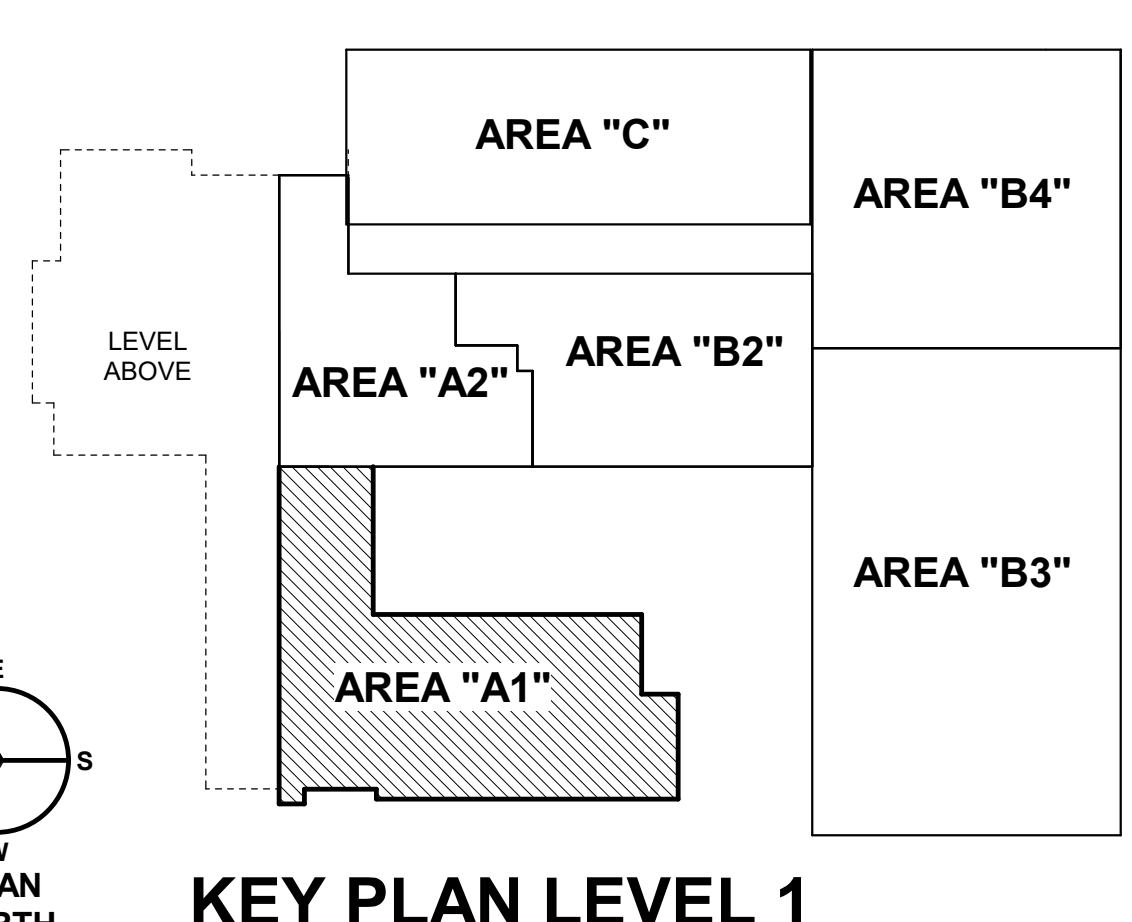 AREA "C"
AREA "B4"
LEVEL
ABOVE
AREA "B2"
AREA "A2"
AREA "B3"
AREA "A1"
E
S
W
KEY PLAN LEVEL 1